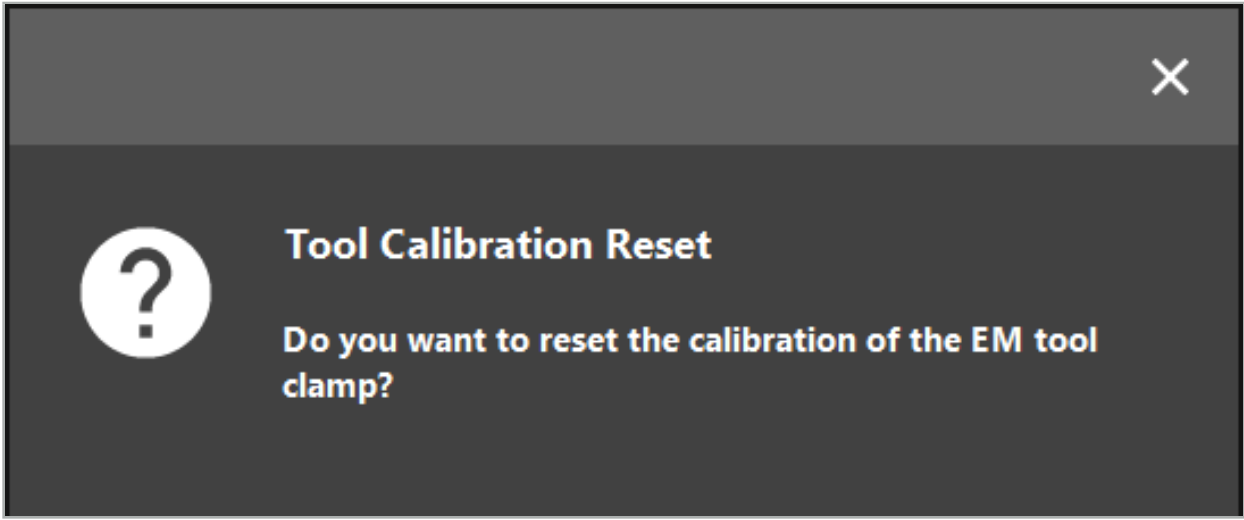 Tool Calibration Reset
Do you want to reset the calibration of the EM tool
clamp?